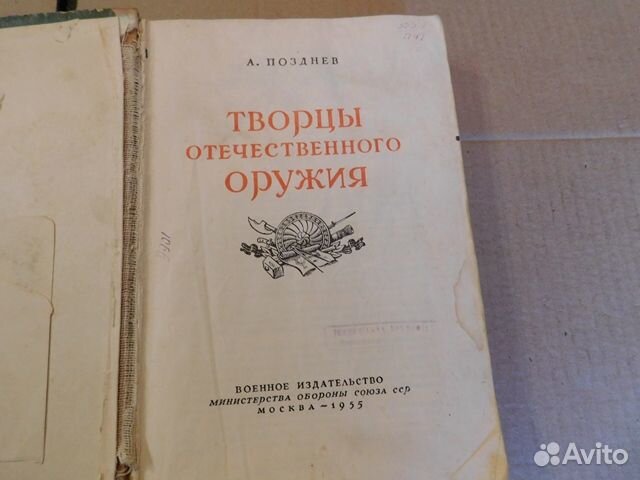 А. ПОЗДНЕВ
ТВОРЦЫ
ОТЕЧЕСТВЕННОГО
ОРУЖИЯ
ВОЕННОЕ ИЗДАТЕЛЬСТВО
МИНИСТЕРСТВА ОБОРОНЫ СОЮЗА ССР
МОСКВА — 1955
Avito